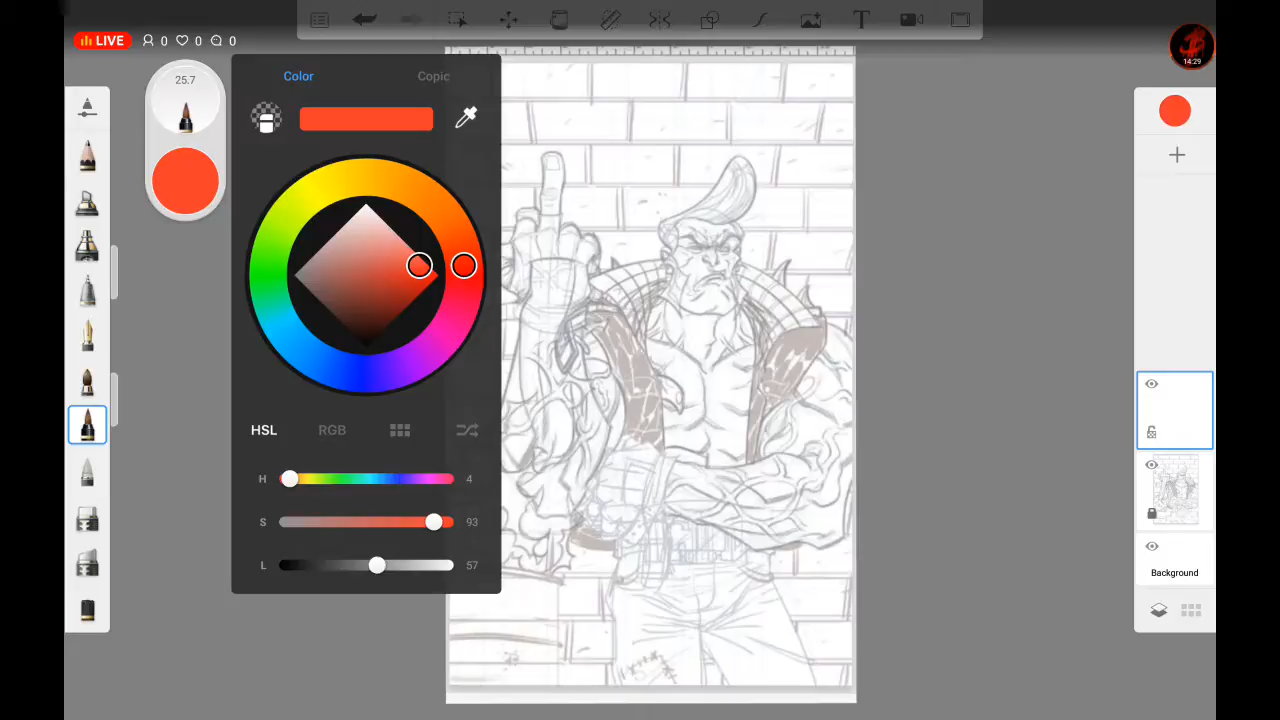 LIVE 0 0 0
14:29
25.7
Color Copic
HSL RGB
H 4
S 93
L 57
T
Background